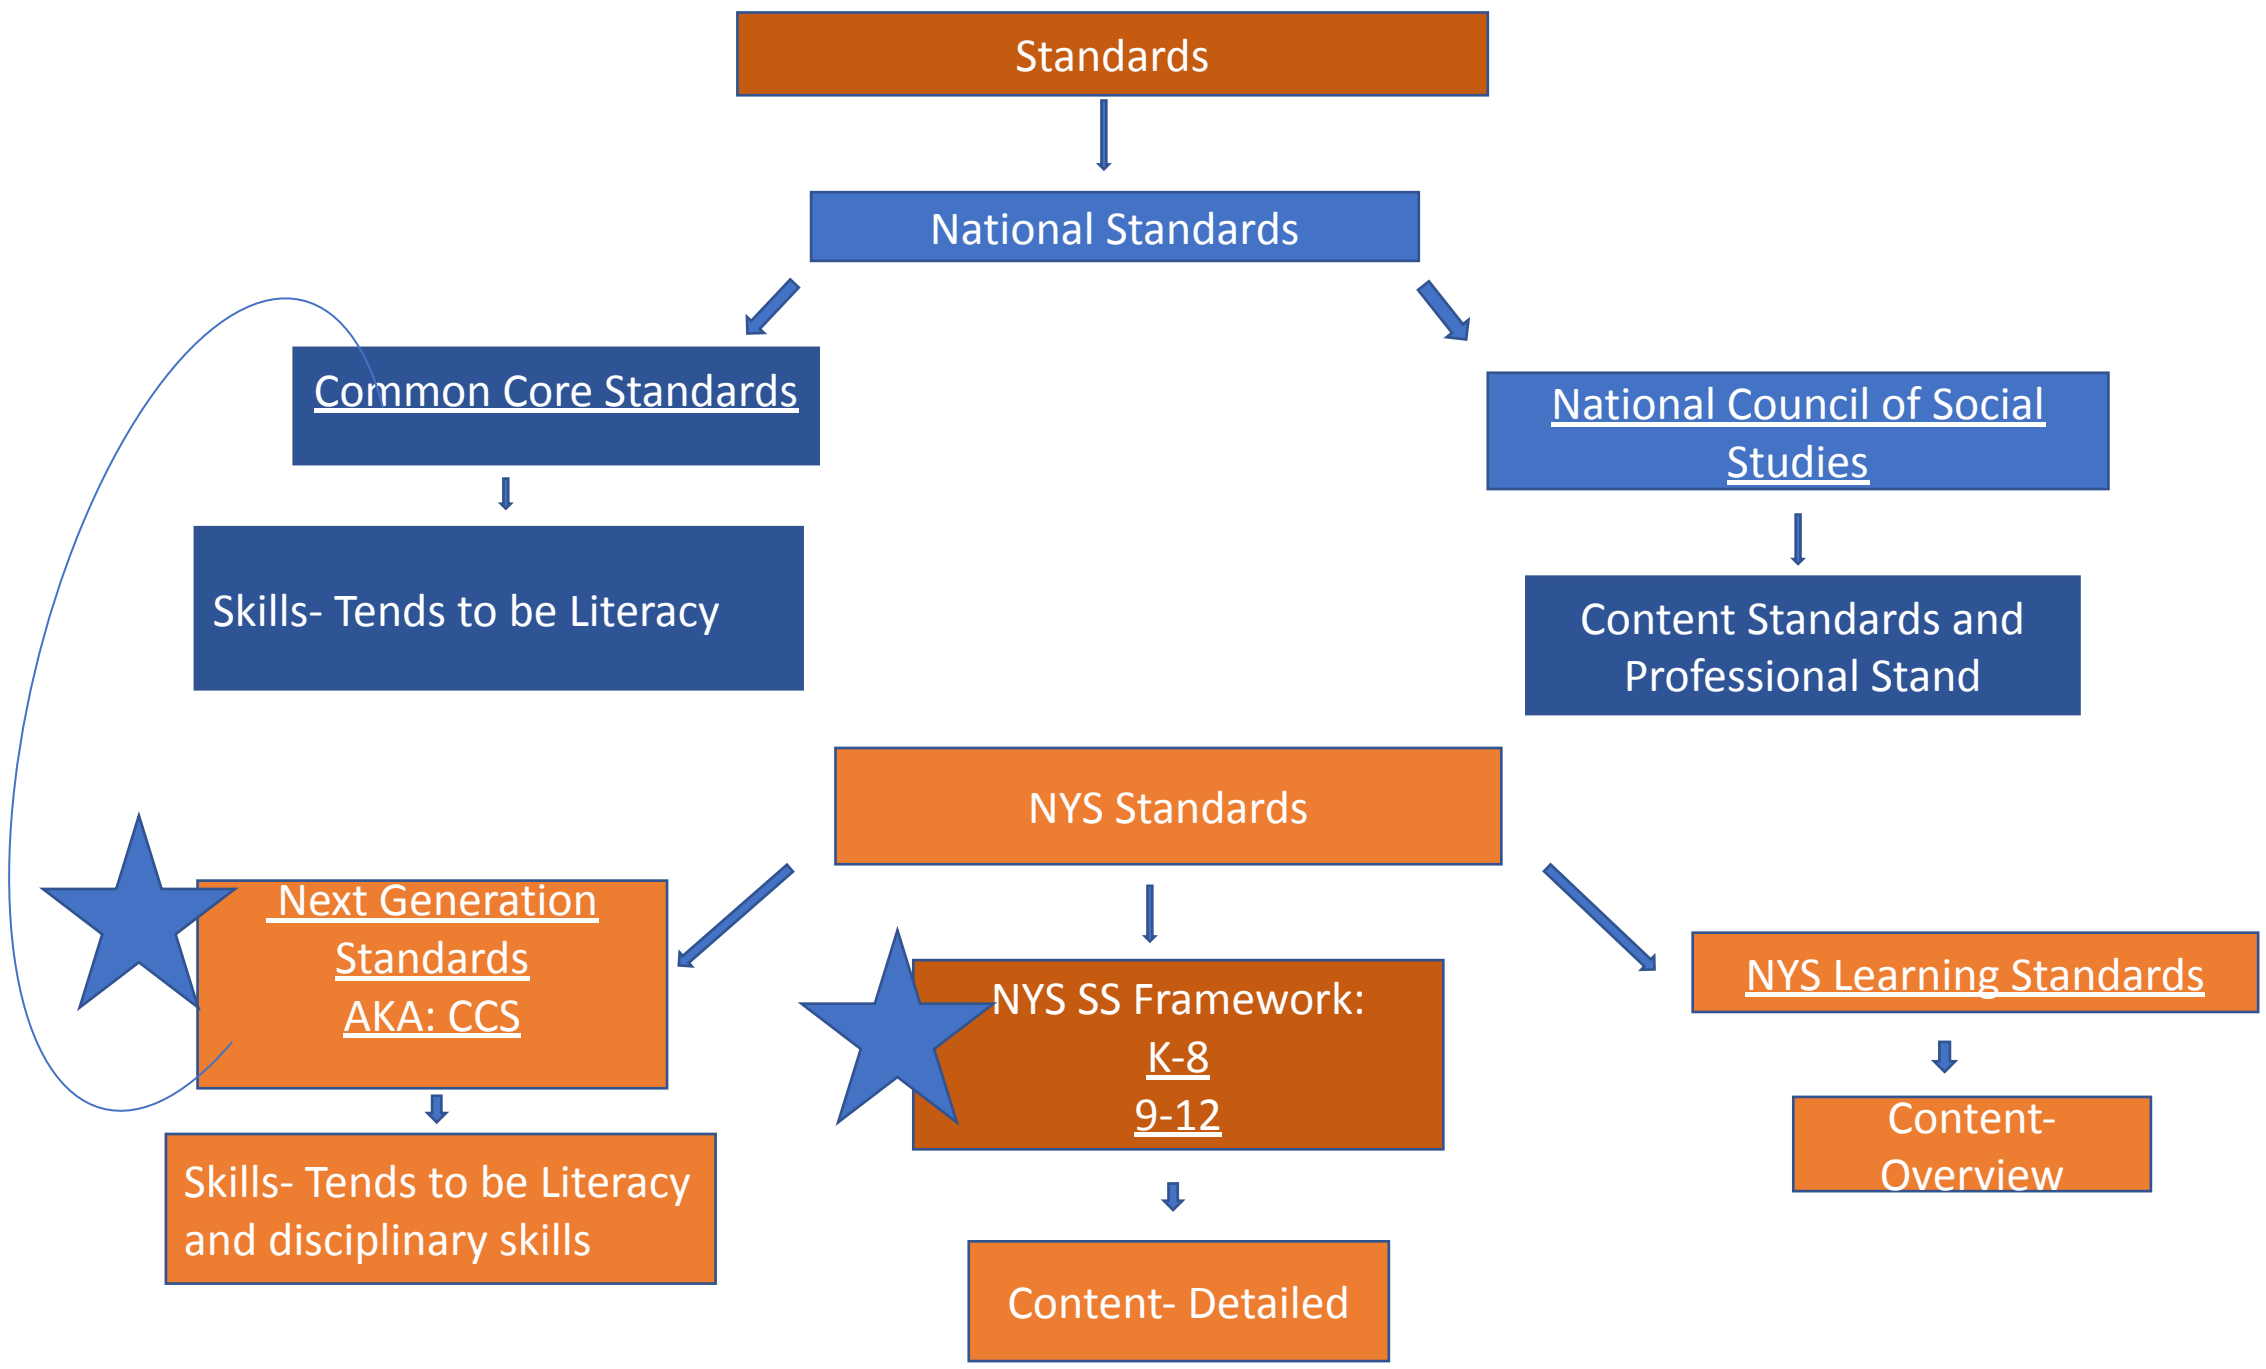 Standards
National Standards
Common Core Standards
National Council of Social
Studies
Skills- Tends to be Literacy
Content Standards and
Professional Stand
NYS Standards
Next Generation
Standards
AKA: CCS
NYS SS Framework:
K-8
9-12
NYS Learning Standards
Skills- Tends to be Literacy
and disciplinary skills
Content- Detailed
Content-
Overview